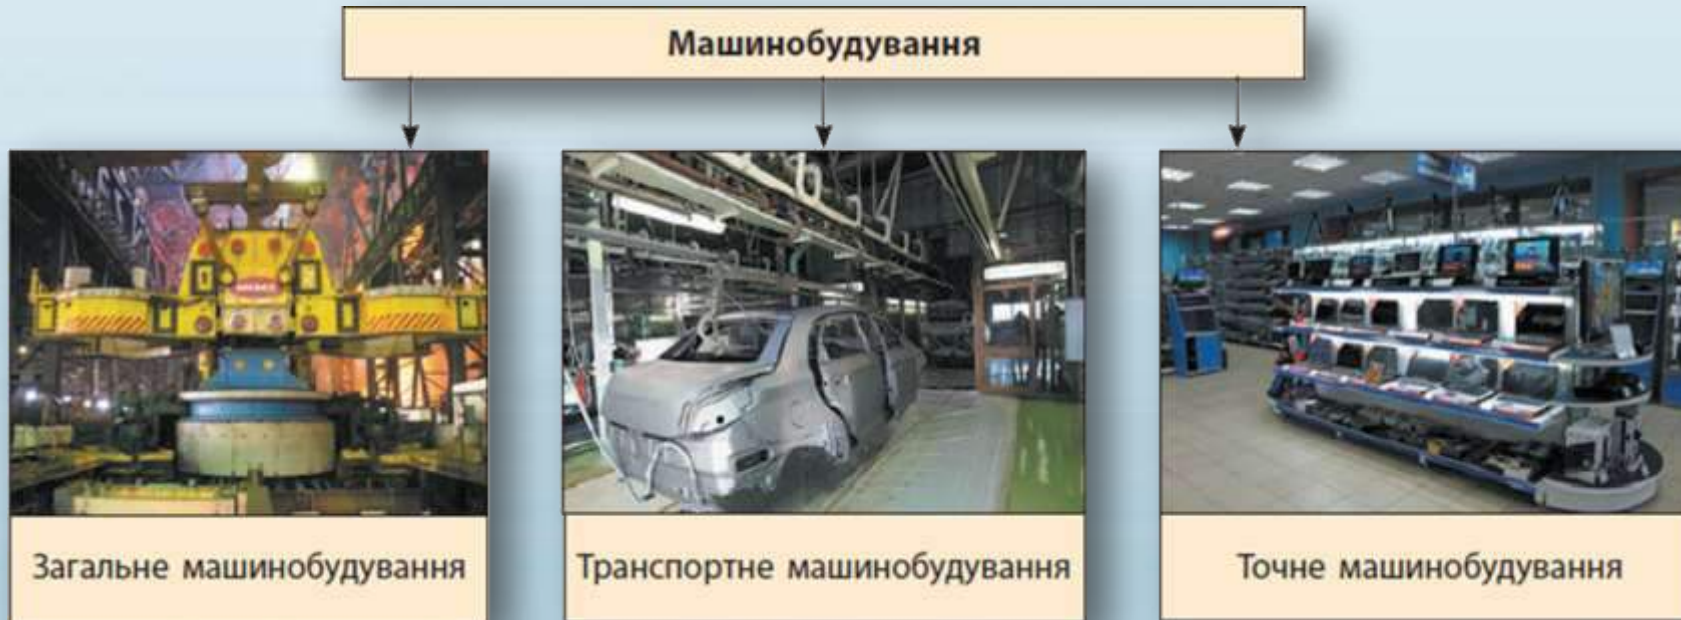 Машинобудування
Загальне машинобудування
Транспортне машинобудування
Точне машинобудування